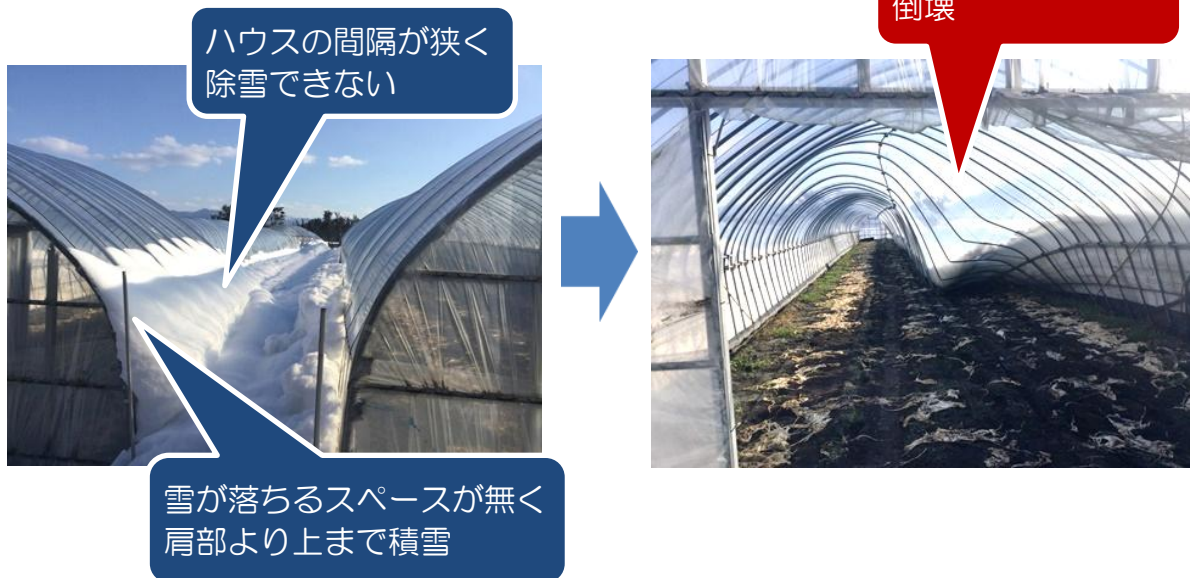 ハウスの間隔が狭く
除雪できない
倒壊
雪が落ちるスペースが無く
肩部より上まで積雪